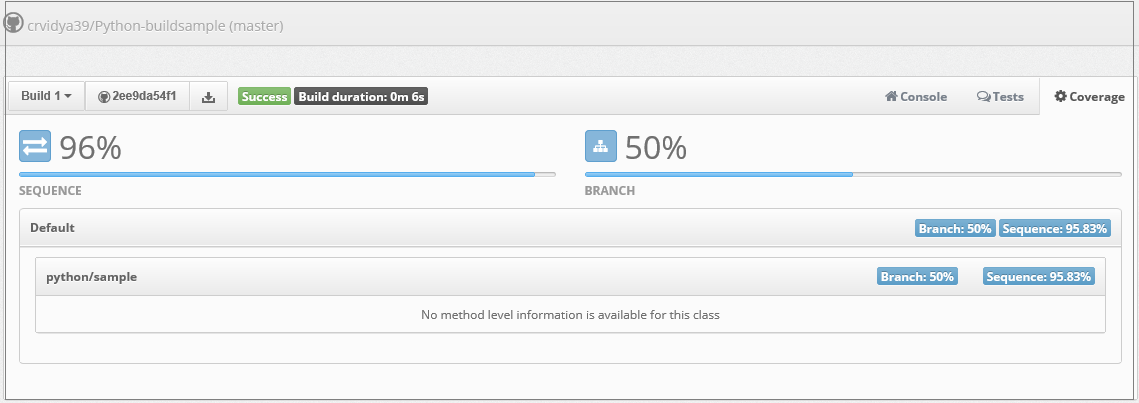 crvidya39/Python-buildsample (master)
Build 1 2ee9da54f1 Success Build duration: 0m 6s Console Tests Coverage
96% 50%
SEQUENCE BRANCH
Default Branch: 50% Sequence: 95.83%
python/sample Branch: 50% Sequence: 95.83%
No method level information is available for this class